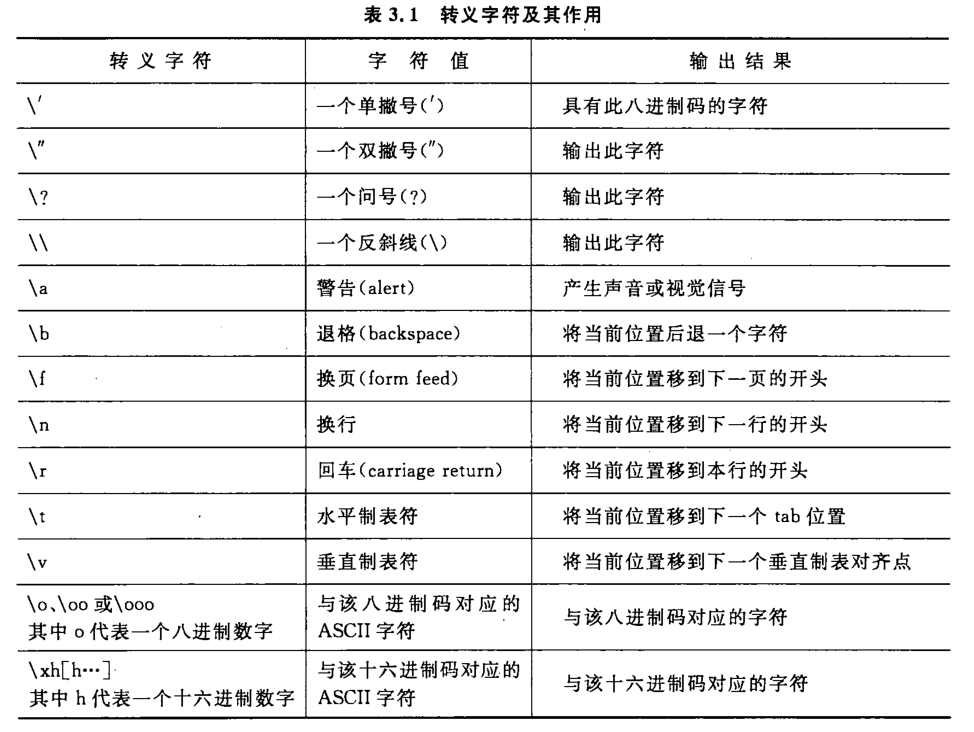 表 3.1 转义字符及其作用
转义字符 字符值 输出结果
\′ 一个单撇号(′) 具有此八进制码的字符
\″ 一个双撇号(″) 输出此字符
\? 一个问号(?) 输出此字符
\\ 一个反斜线(\) 输出此字符
\a 警告(alert) 产生声音或视觉信号
\b 退格(backspace) 将当前位置后退一个字符
\f 换页(form feed) 将当前位置移到下一页的开头
\n 换行 将当前位置移到下一行的开头
\r 回车(carriage return) 将当前位置移到本行的开头
\t 水平制表符 将当前位置移到下一个 tab 位置
\v 垂直制表符 将当前位置移到下一个垂直制表对齐点
\o、\oo 或\ooo
其中 o 代表一个八进制数字
与该八进制码对应的
ASCII 字符
与该八进制码对应的字符
\xh[h…]
其中 h 代表一个十六进制数字
与该十六进制码对应的
ASCII 字符
与该十六进制码对应的字符